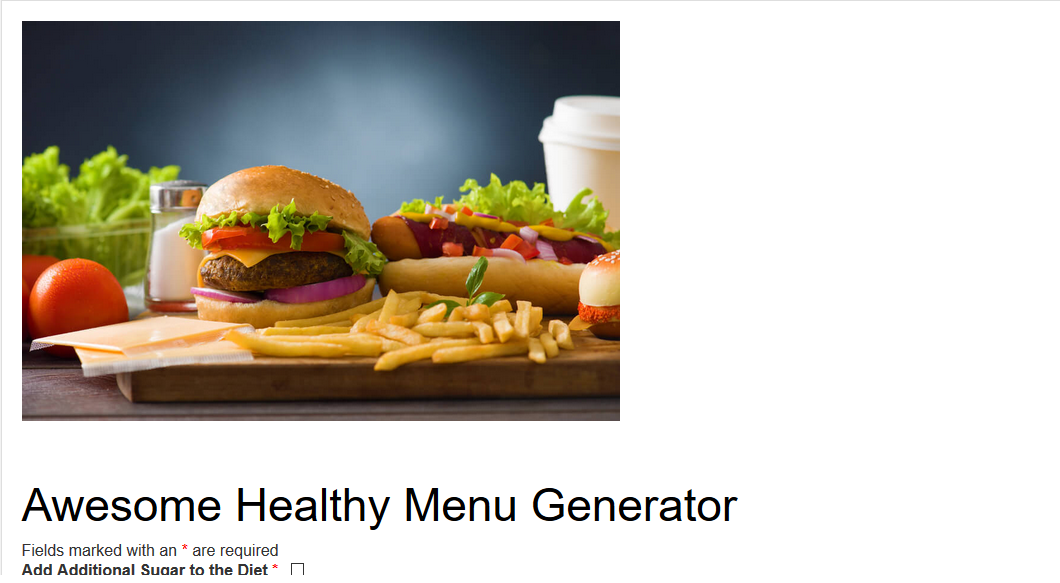 Awesome Healthy Menu Generator
Fields marked with an * are required
Add Additional Sugar to the Diet *